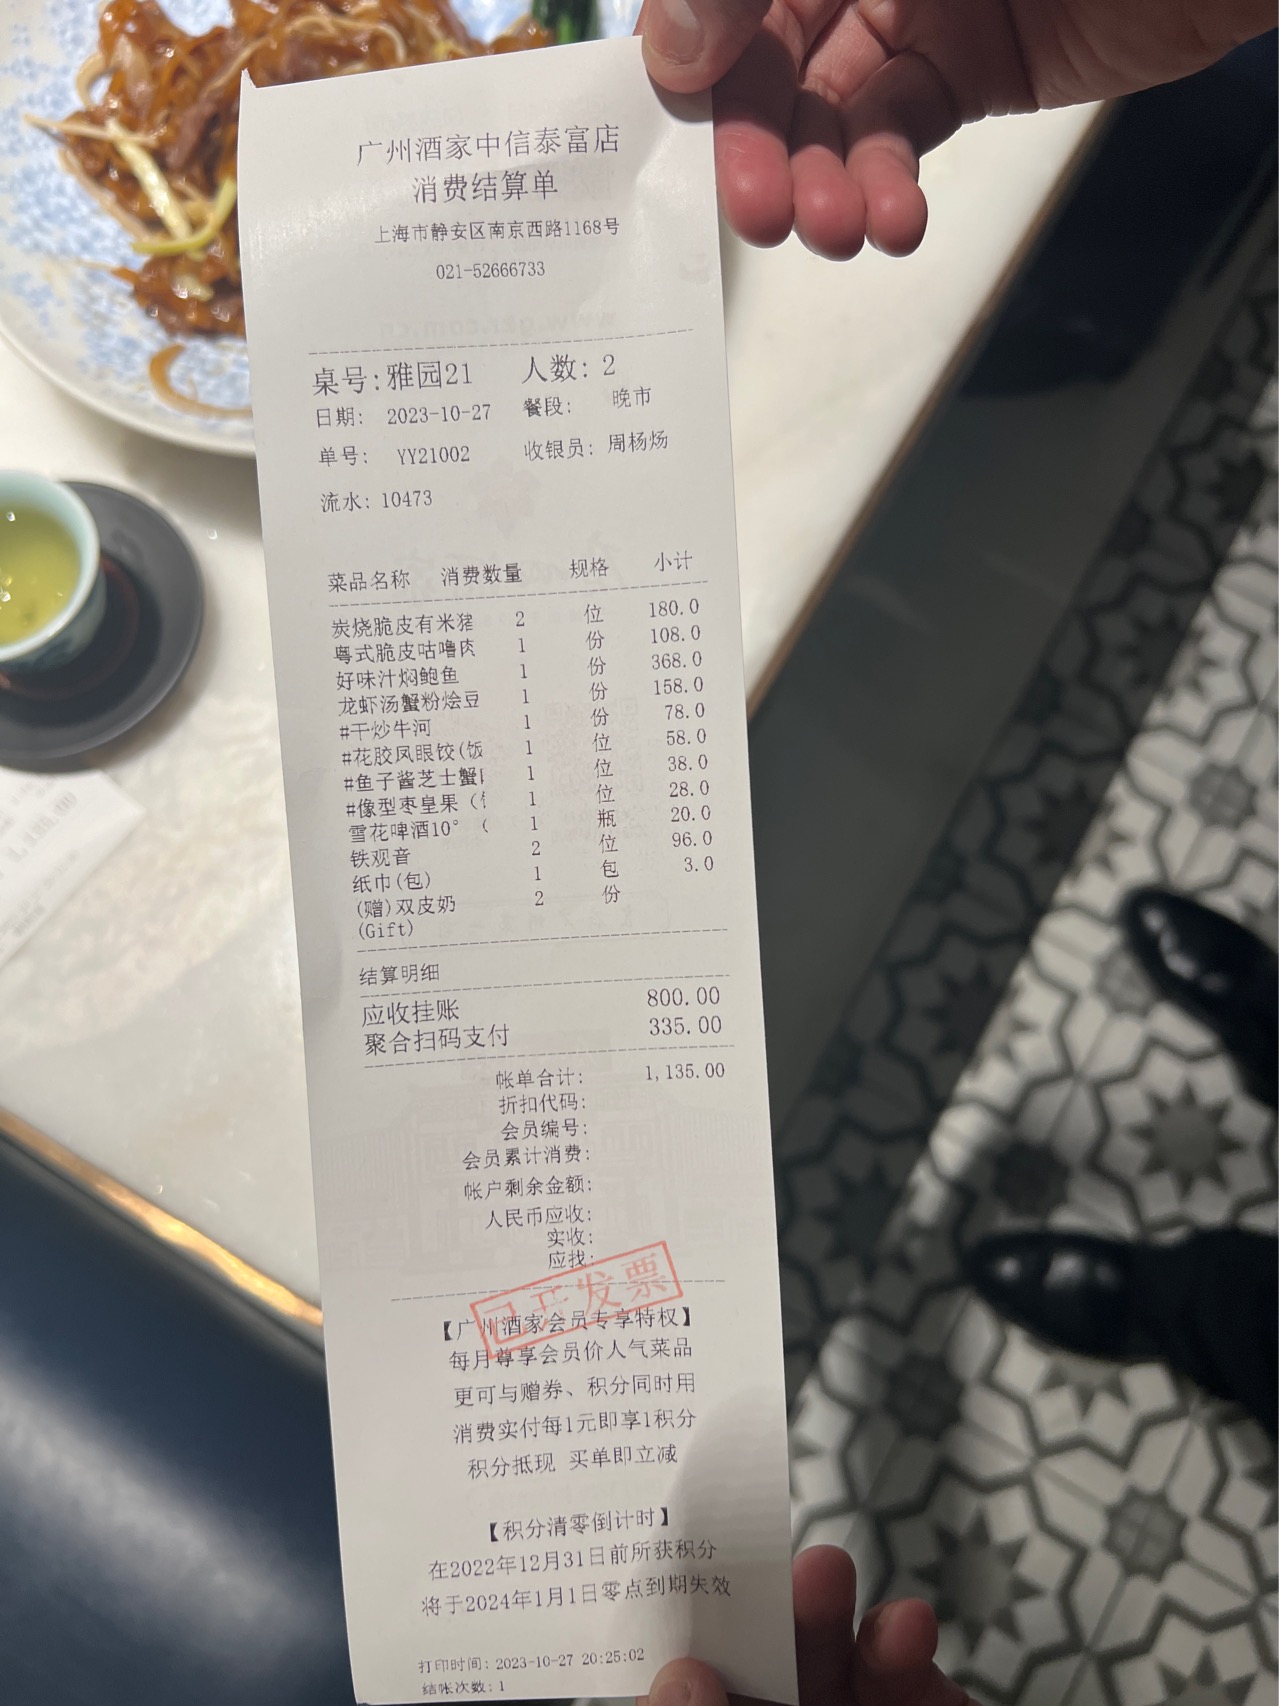 广州酒家中信泰富店
消费结算单
上海市静安区南京西路1168号
021-52666733
桌号:雅园21 人数: 2
日期: 2023-10-27 餐段: 晚市
单号: YY21002 收银员: 周杨炀
流水: 10473
菜品名称 消费数量 规格 小计
炭烧脆皮有米猪 2 位 180.0
粤式脆皮咕噜肉 1 份 108.0
好味汁焖鲍鱼 1 份 368.0
龙虾汤蟹粉烩豆 1 份 158.0
#干炒牛河 1 份 78.0
#花胶凤眼饺(饭 1 位 58.0
#鱼子酱芝士蟹 1 位 38.0
#像型枣皇果 ( 1 位 28.0
雪花啤酒10° ( 1 瓶 20.0
铁观音 2 位 96.0
纸巾(包) 1 包 3.0
(赠)双皮奶 2 份
(Gift)
结算明细
应收挂账 800.00
聚合扫码支付 335.00
帐单合计: 1,135.00
折扣代码:
会员编号:
会员累计消费:
帐户剩余金额:
人民币应收:
实收:
应找:
已开发票
【广州酒家会员专享特权】
每月尊享会员价人气菜品
更可与赠券、积分同时用
消费实付每1元即享1积分
积分抵现 买单即立减
【积分清零倒计时】
在2022年12月31日前所获积分
将于2024年1月1日零点到期失效
打印时间: 2023-10-27 20:25:02
结帐次数: 1